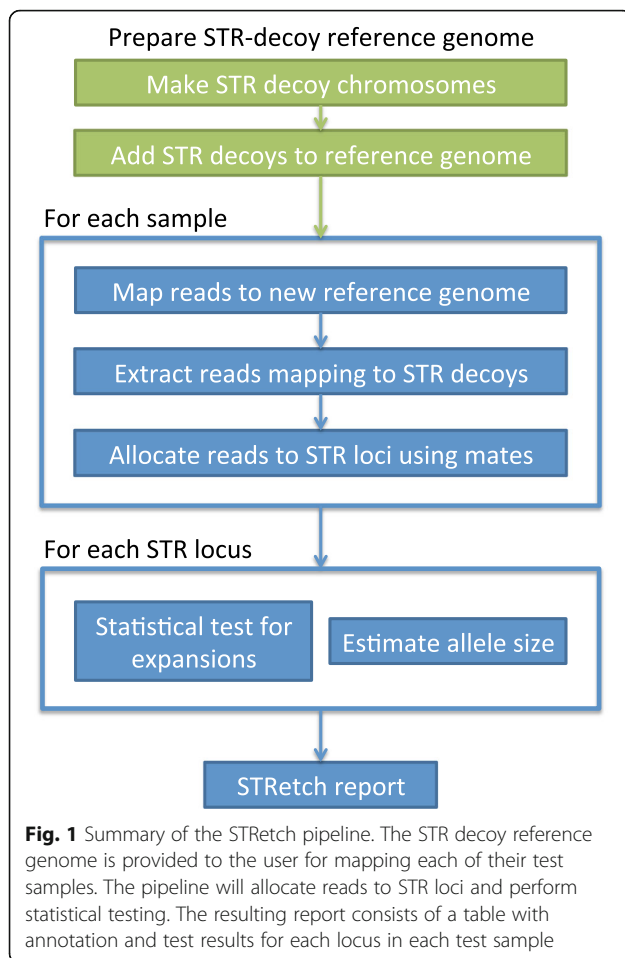 Prepare STR-decoy reference genome
Make STR decoy chromosomes
Add STR decoys to reference genome
For each sample
Map reads to new reference genome
Extract reads mapping to STR decoys
Allocate reads to STR loci using mates
For each STR locus
Statistical test for
expansions
Estimate allele size
STRetch report
Fig. 1 Summary of the STRetch pipeline. The STR decoy reference
genome is provided to the user for mapping each of their test
samples. The pipeline will allocate reads to STR loci and perform
statistical testing. The resulting report consists of a table with
annotation and test results for each locus in each test sample